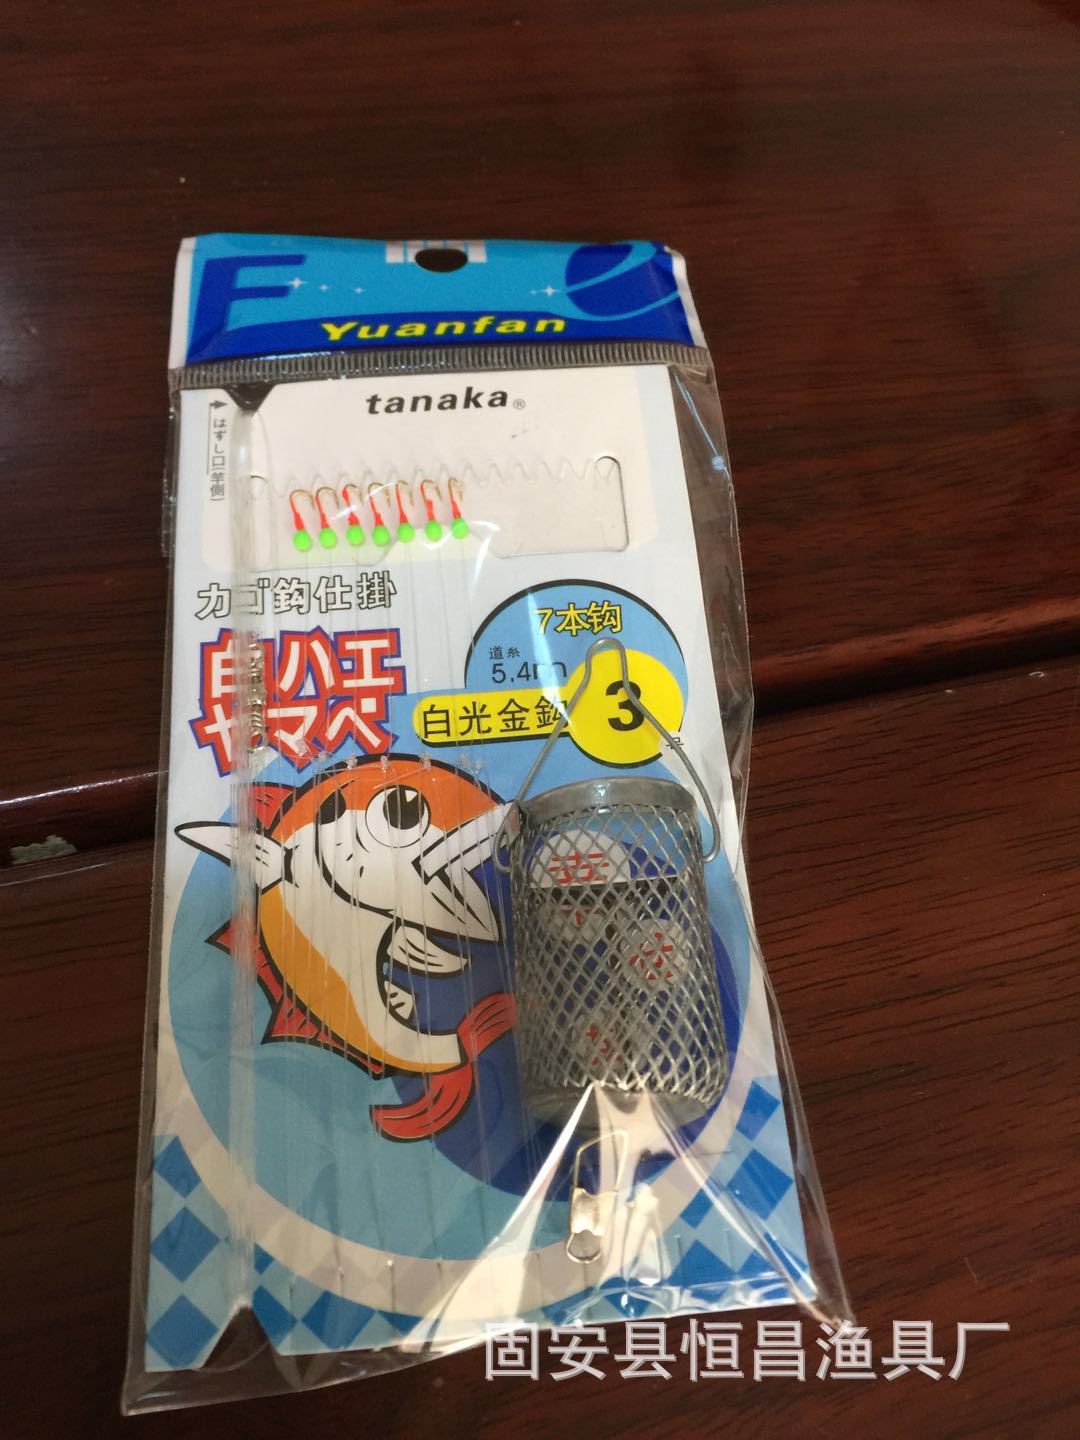 F e
Yuanfan
tanaka®
はずし口(竿側)
カゴ鈎仕掛
7本钩
道糸
5.4m
白ハエ
ヤマベ
白光金鈎
3
号
固安县恒昌渔具厂